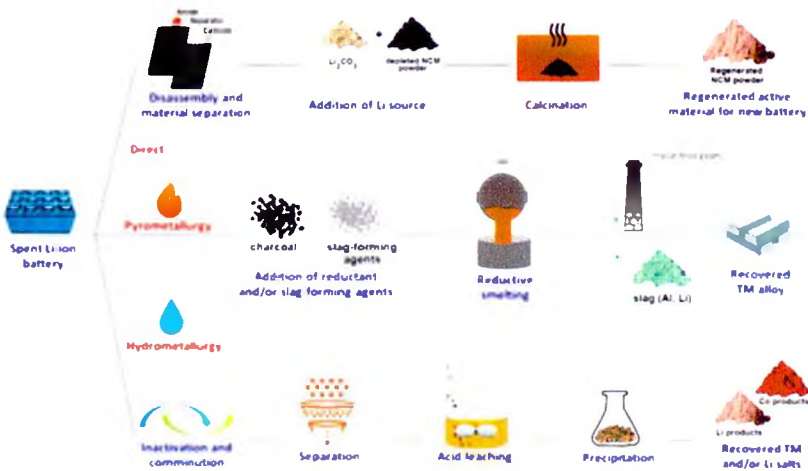 Anode
Separator
Cathode
Disassembly and
material separation
Li2CO3
+
depleted NCM
powder
Addition of Li source
Calcination
Regenerated
NCM powder
Regenerated active
material for new battery
Direct
Spent Li-ion
battery
Pyrometallurgy
charcoal
slag-forming
agents
Addition of reductant
and/or slag forming agents
Reductive
smelting
slag (Al, Li)
Recovered
TM alloy
Hydrometallurgy
Inactivation and
comminution
Separation
Acid leaching
Precipitation
Co products
Li products
Recovered TM
and/or Li salts